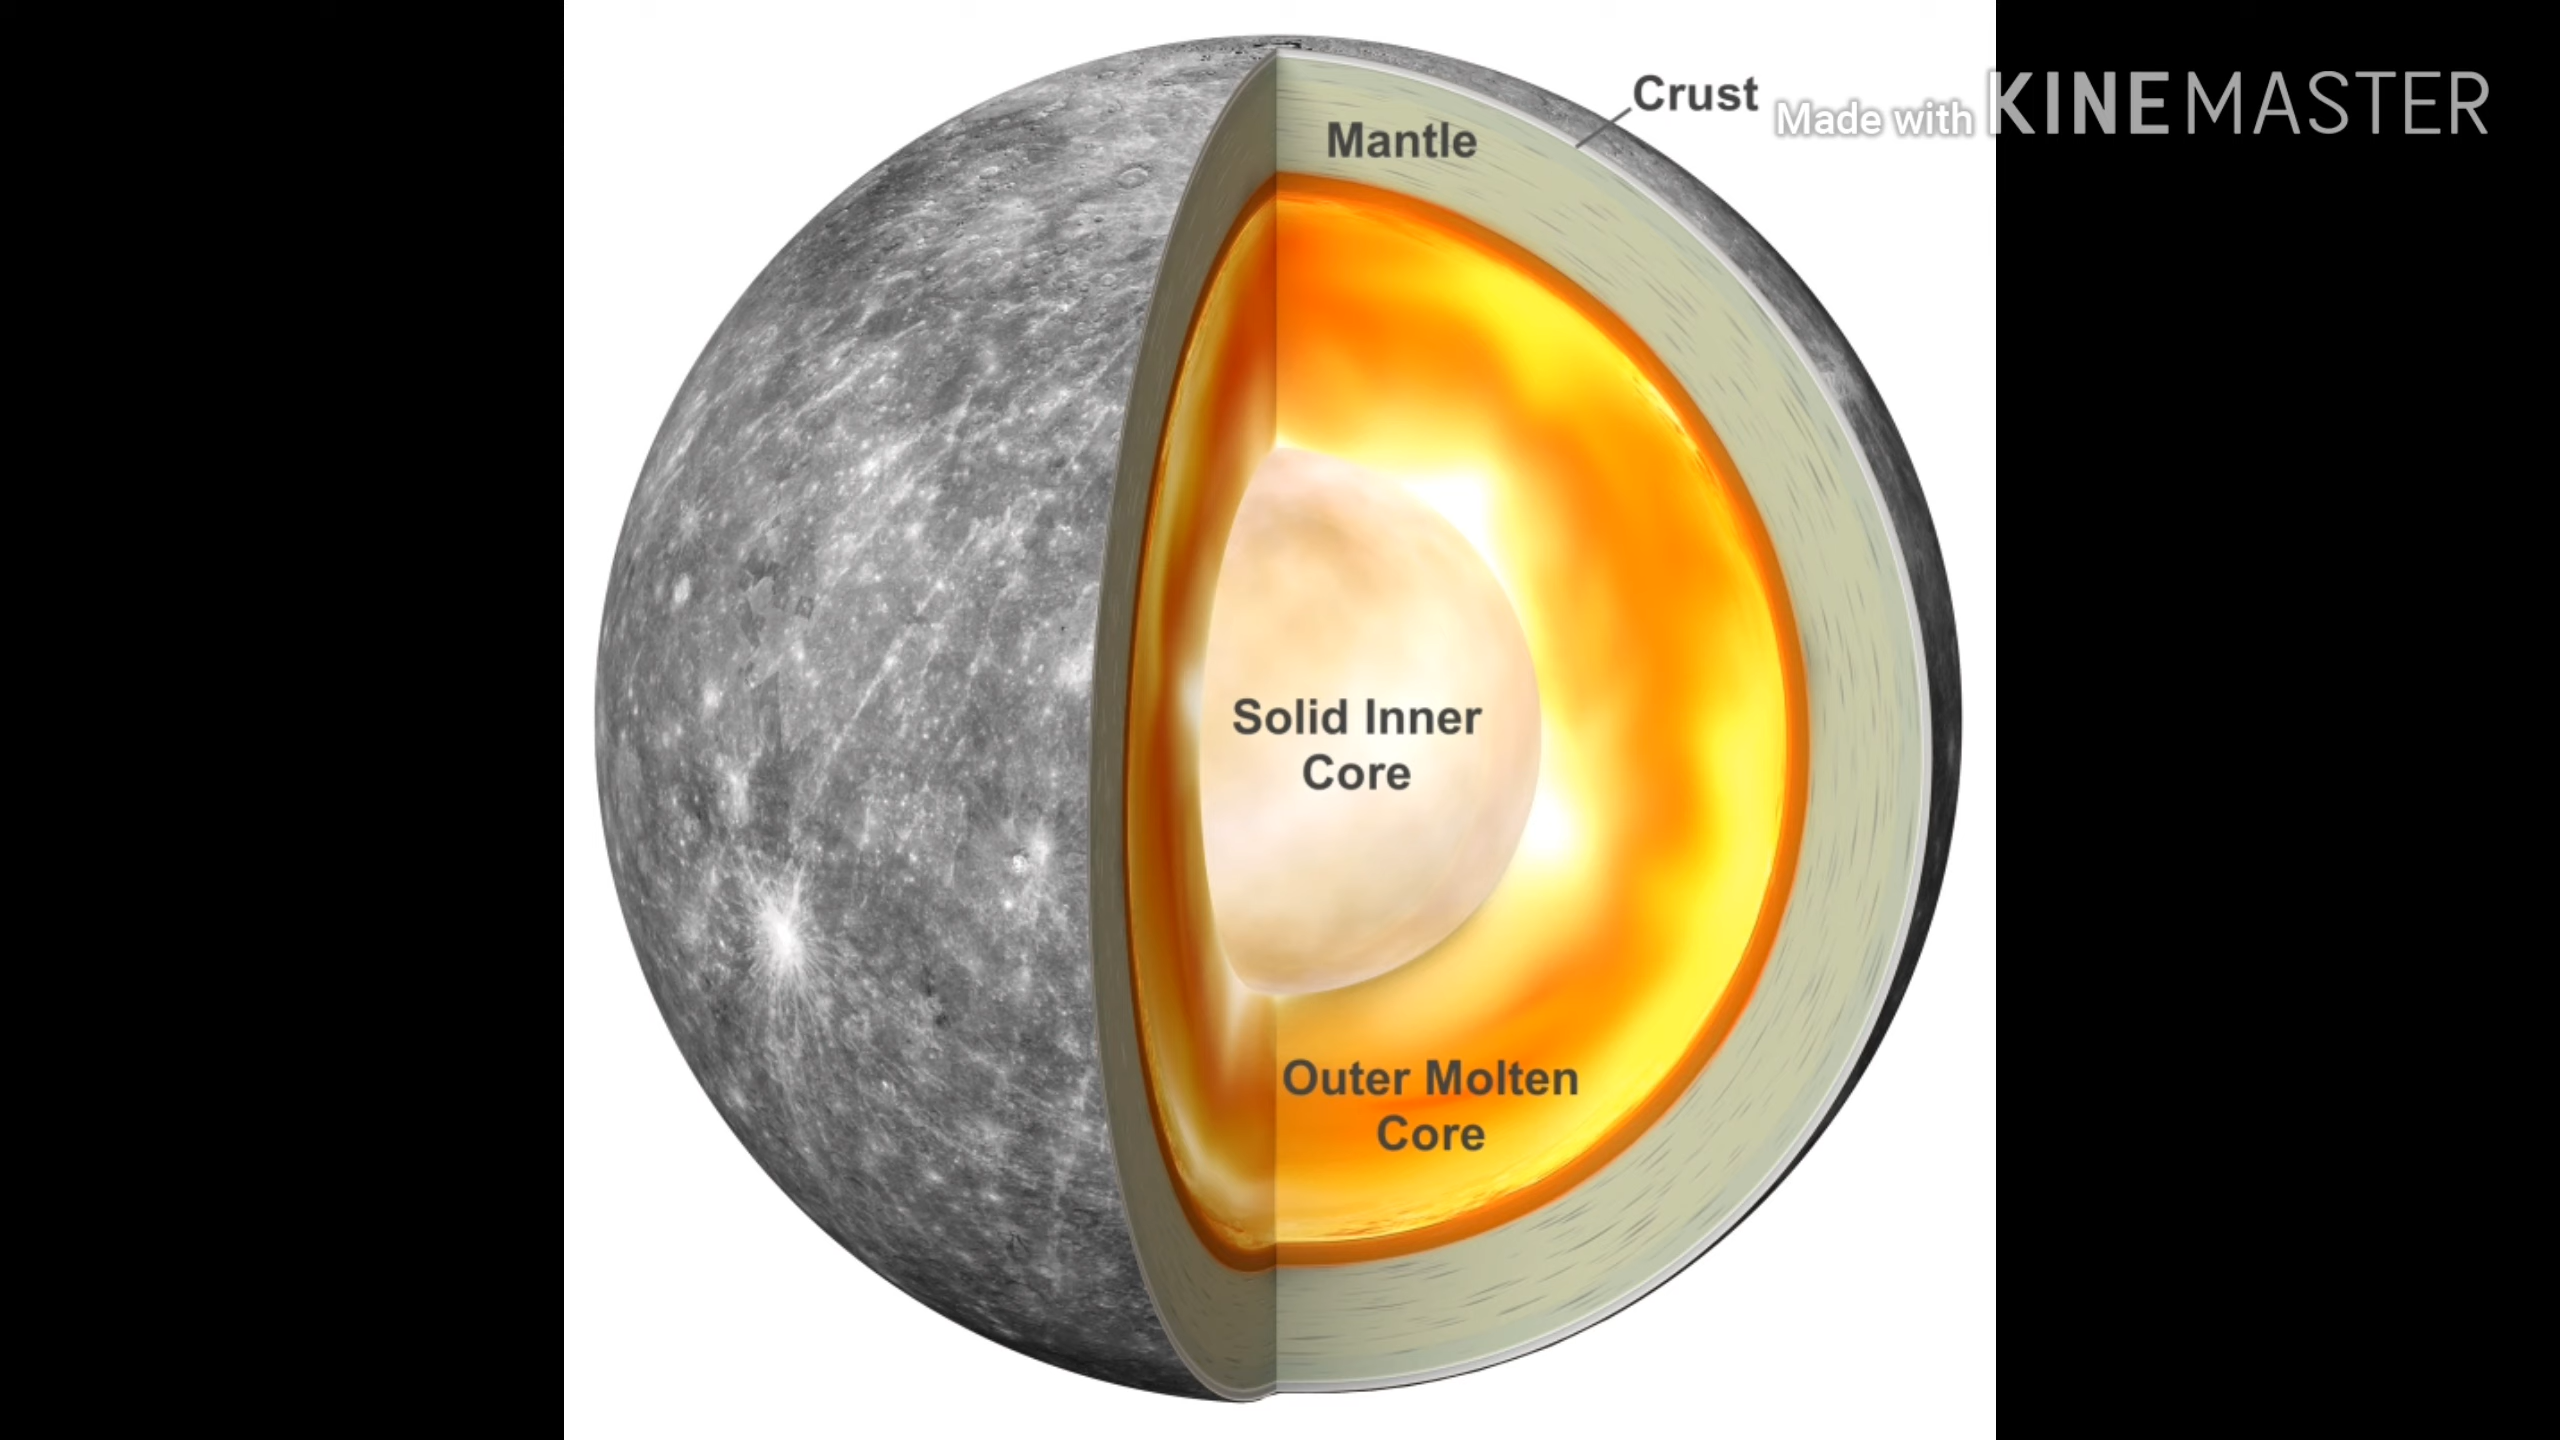 Crust
Made with KINEMASTER
Mantle
Solid Inner
Core
Outer Molten
Core